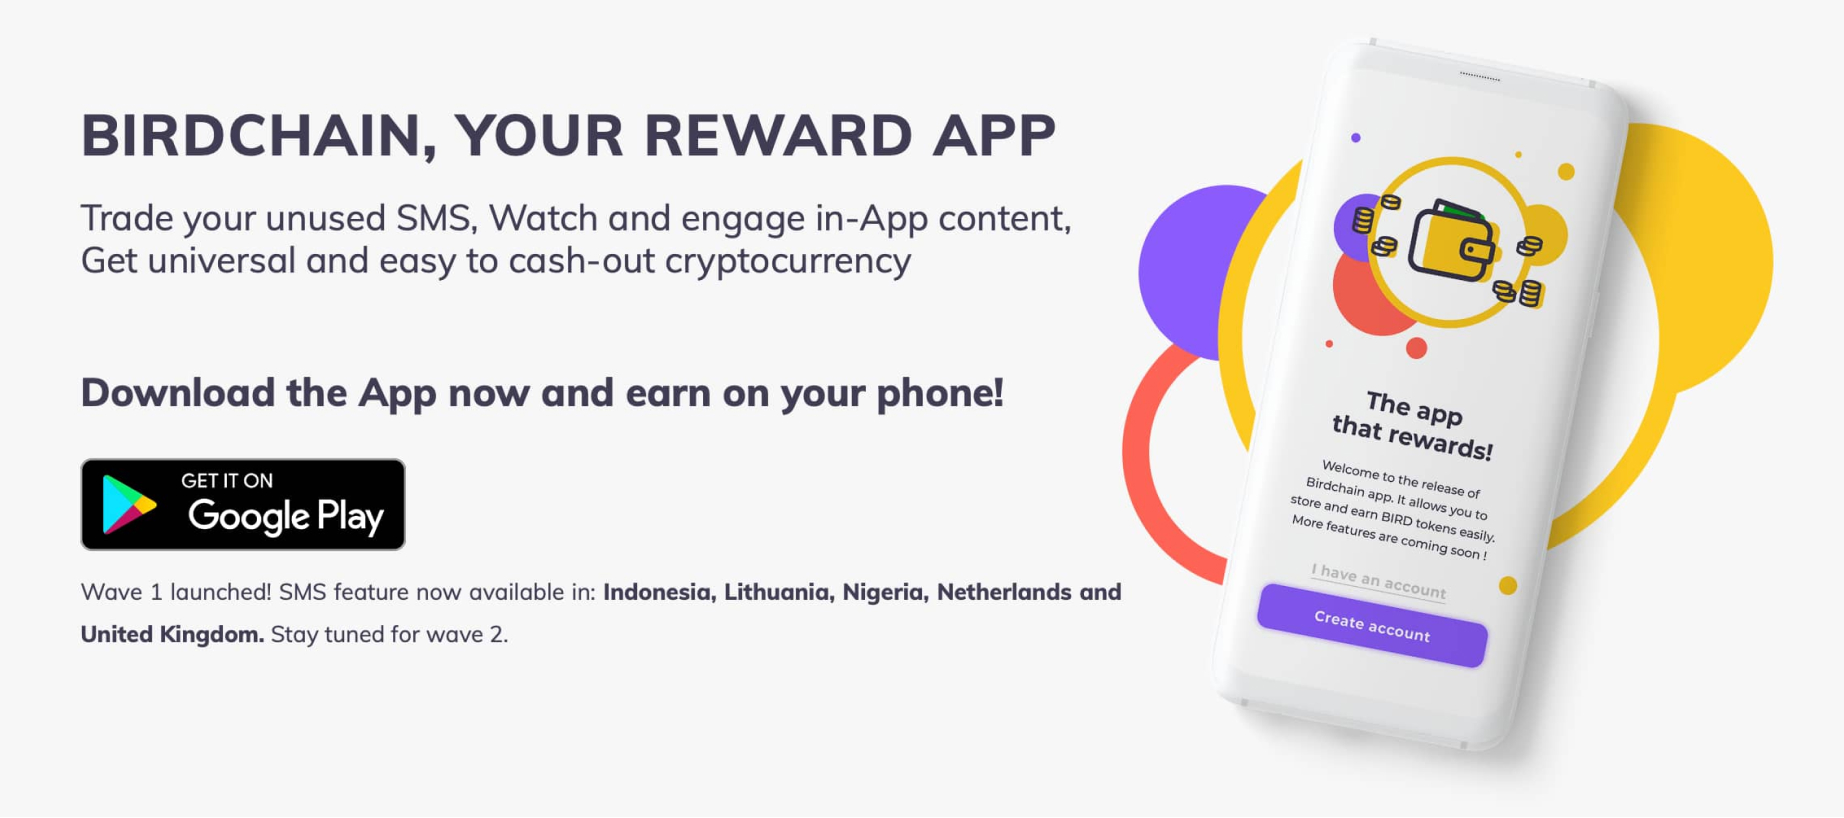 BIRDCHAIN, YOUR REWARD APP
Trade your unused SMS, Watch and engage in-App content,
Get universal and easy to cash-out cryptocurrency
Download the App now and earn on your phone!
GET IT ON
Google Play
Wave 1 launched! SMS feature now available in: Indonesia, Lithuania, Nigeria, Netherlands and
United Kingdom. Stay tuned for wave 2.
The app
that rewards!
Welcome to the release of
Birdchain app. It allows you to
store and earn BIRD tokens easily.
More features are coming soon !
I have an account
Create account